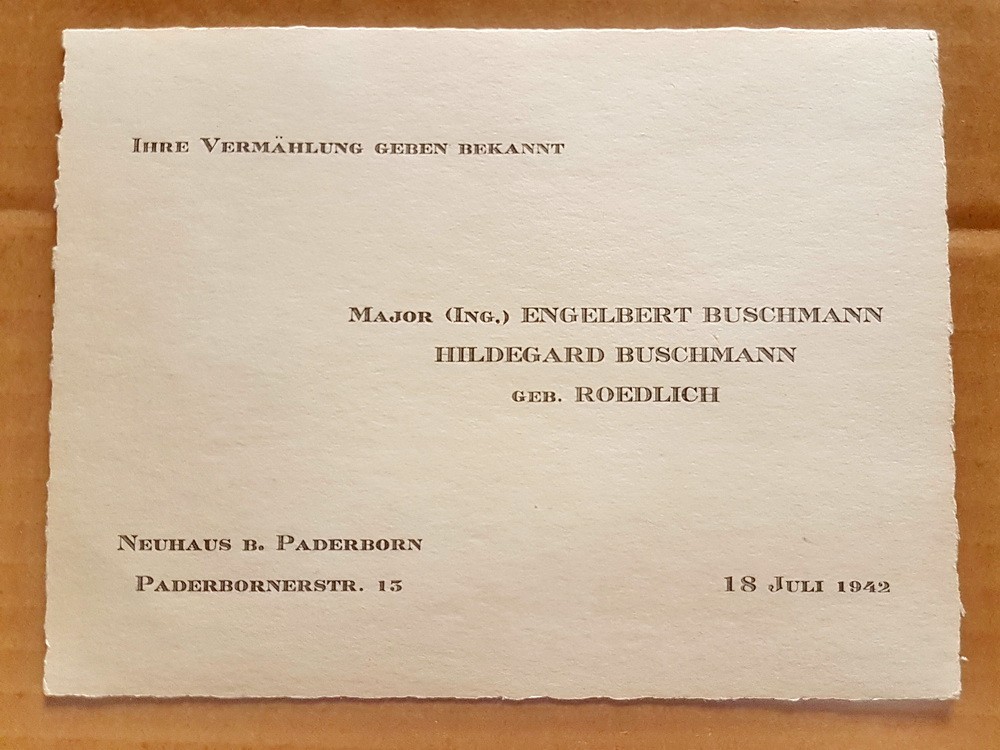 Ihre Vermählung geben bekannt
Major (Ing.) ENGELBERT BUSCHMANN
HILDEGARD BUSCHMANN
geb. ROEDLICH
Neuhaus b. Paderborn
Paderbornerstr. 15
18 Juli 1942